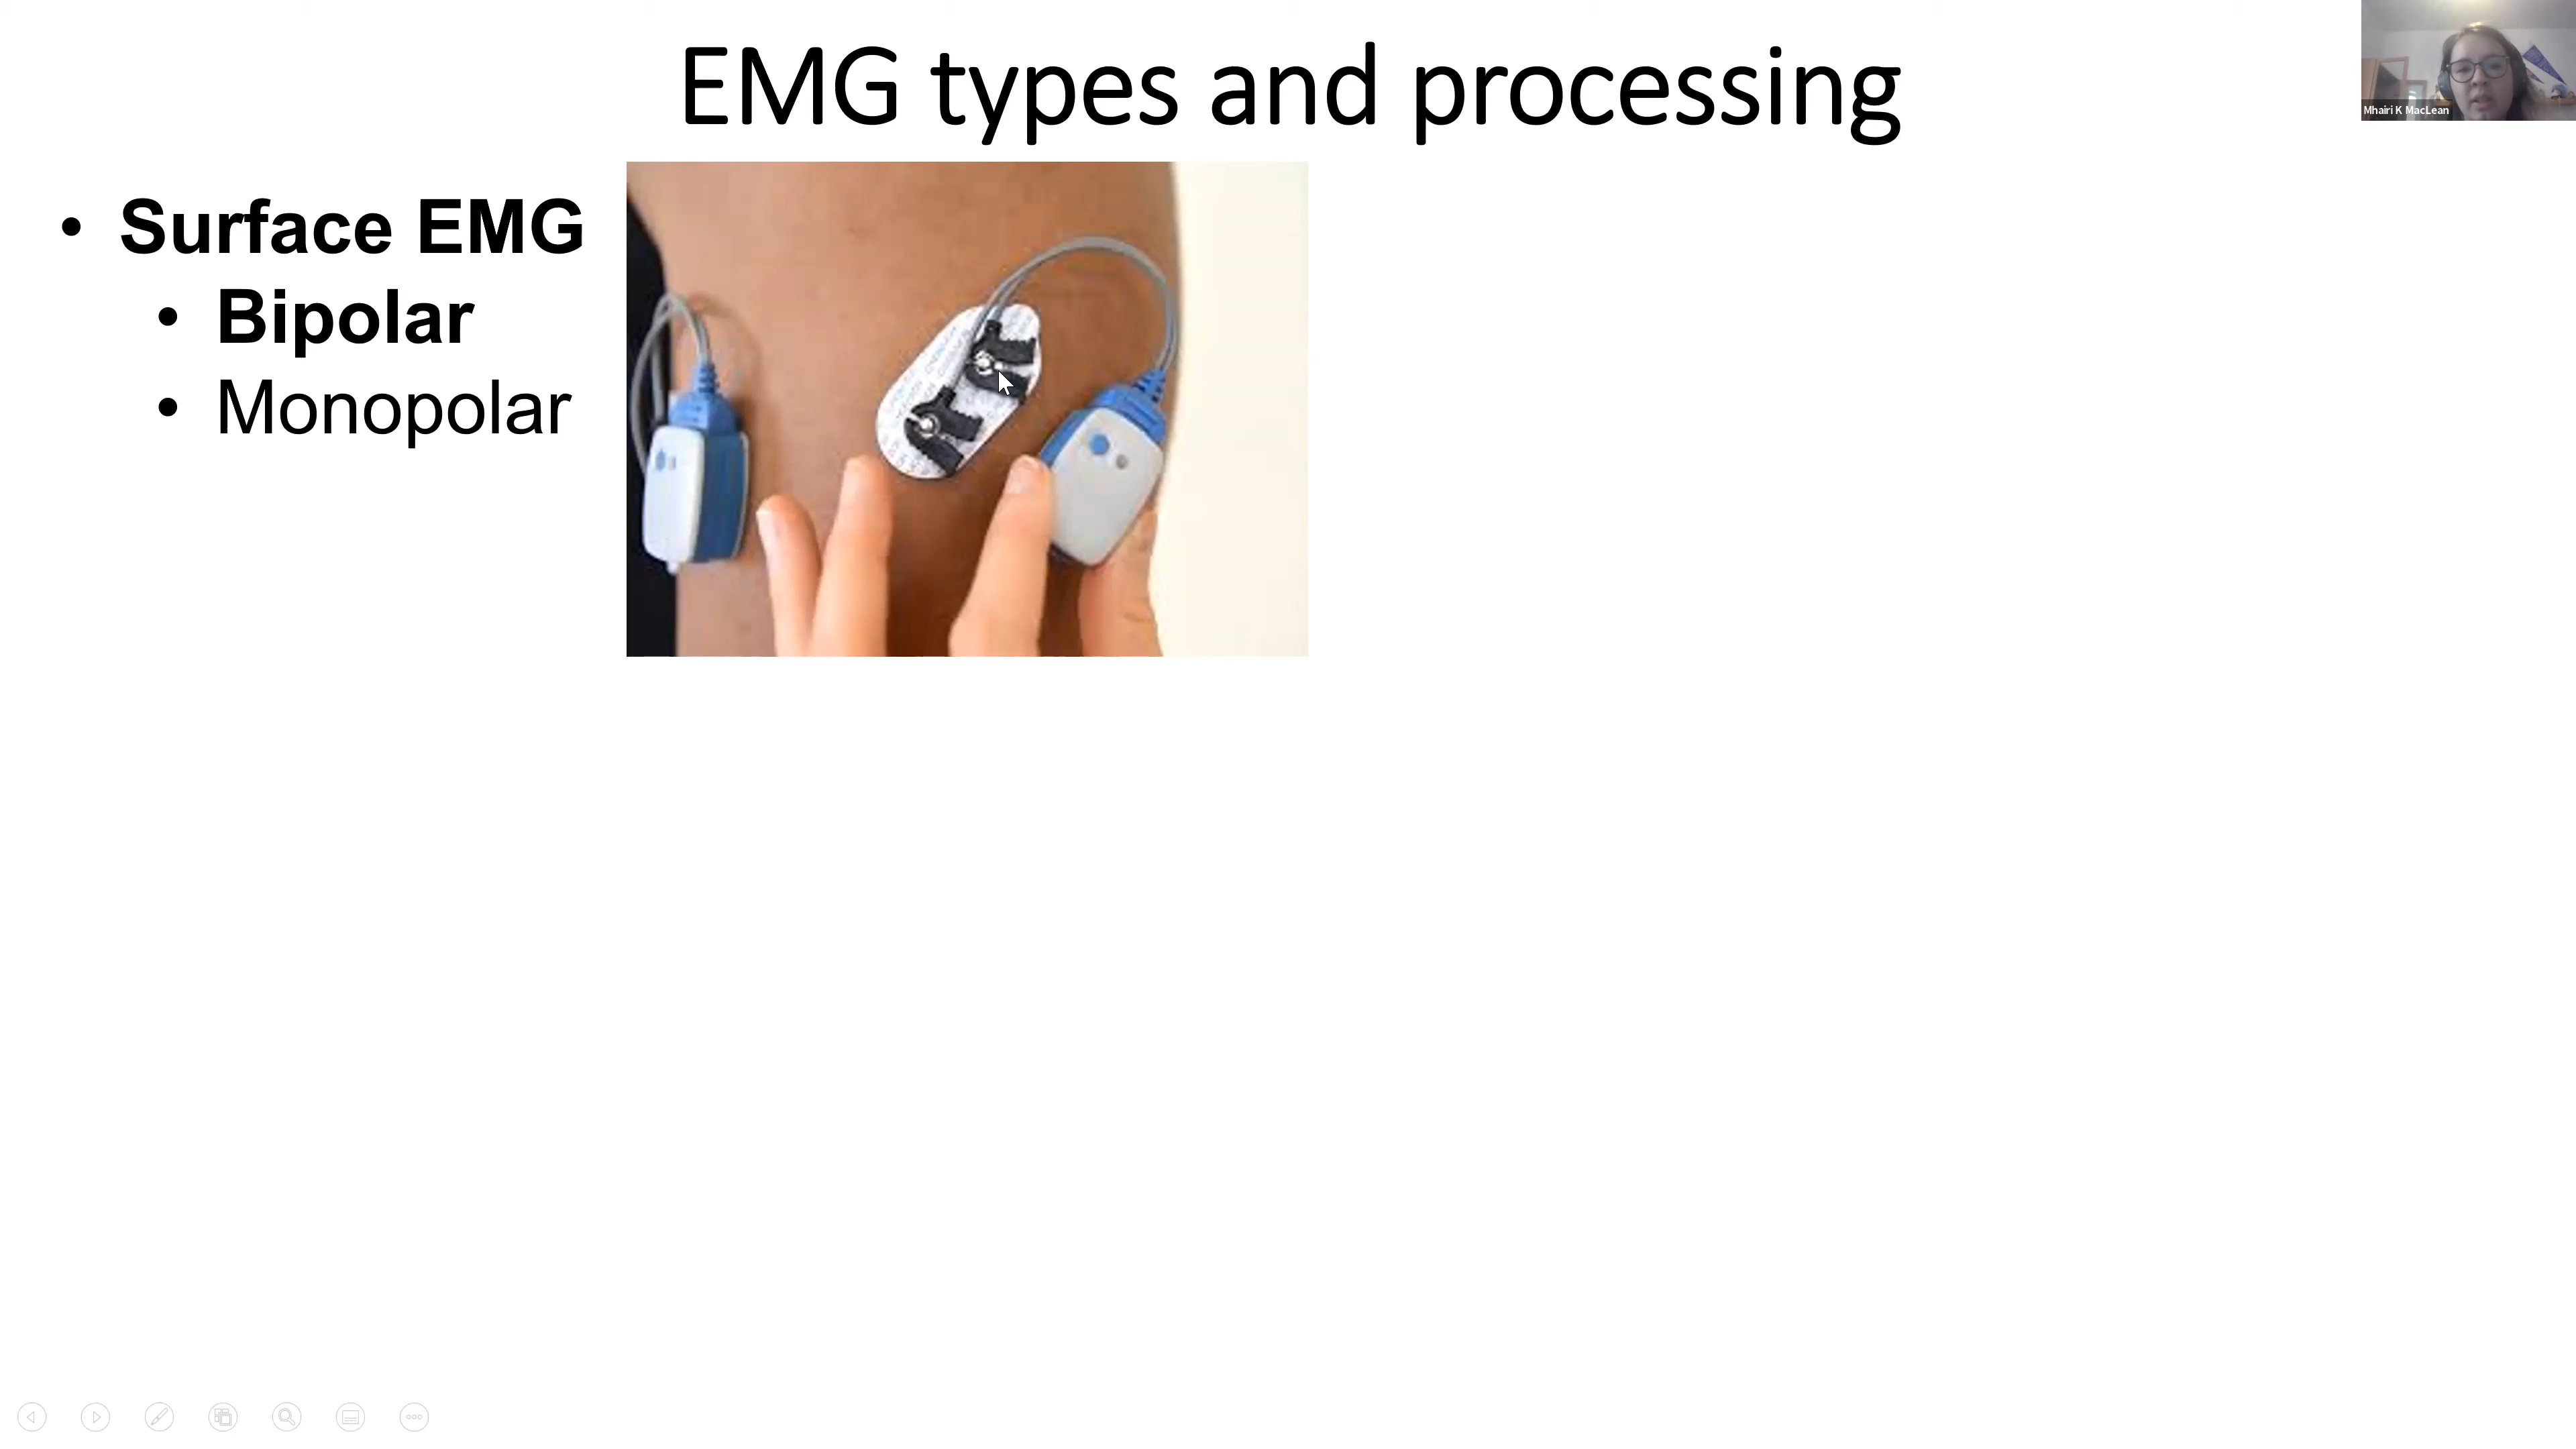 EMG types and processing
Mhairi K MacLean
• Surface EMG
• Bipolar
• Monopolar